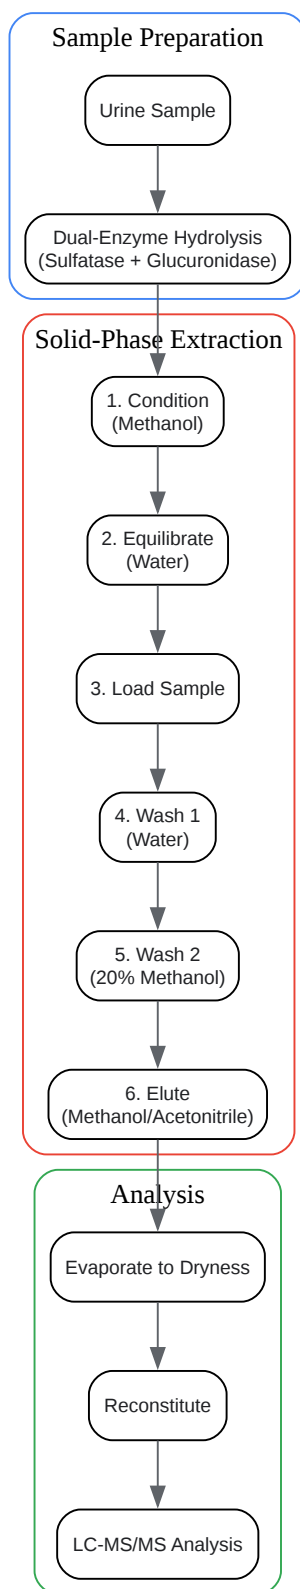 Sample Preparation
Urine Sample
Dual-Enzyme Hydrolysis
(Sulfatase + Glucuronidase)
Solid-Phase Extraction
1. Condition
(Methanol)
2. Equilibrate
(Water)
3. Load Sample
4. Wash 1
(Water)
5. Wash 2
(20% Methanol)
6. Elute
(Methanol/Acetonitrile)
Analysis
Evaporate to Dryness
Reconstitute
LC-MS/MS Analysis